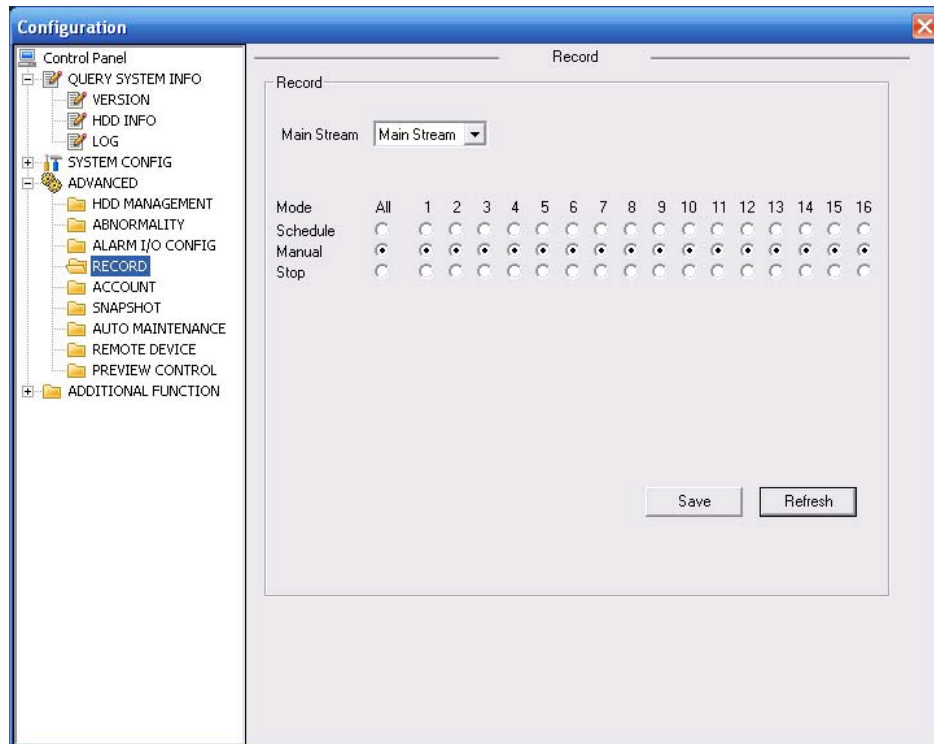 Configuration
Control Panel
QUERY SYSTEM INFO
VERSION
HDD INFO
LOG
SYSTEM CONFIG
ADVANCED
HDD MANAGEMENT
ABNORMALITY
ALARM I/O CONFIG
RECORD
ACCOUNT
SNAPSHOT
AUTO MAINTENANCE
REMOTE DEVICE
PREVIEW CONTROL
ADDITIONAL FUNCTION
Record
Record
Main Stream Main Stream
Mode All 1 2 3 4 5 6 7 8 9 10 11 12 13 14 15 16
Schedule
Manual
Stop
Save Refresh